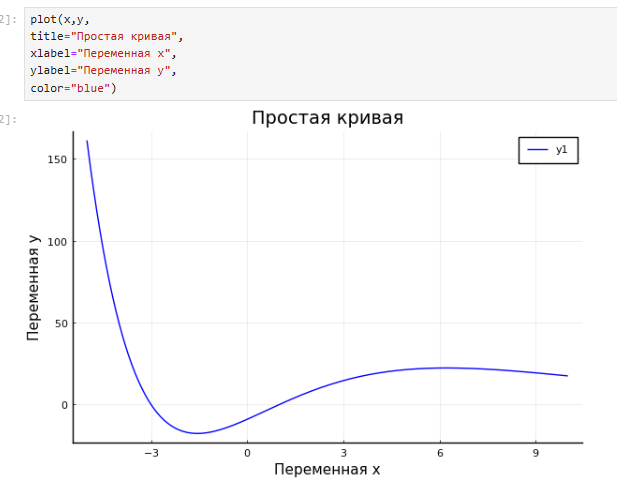 2]:
plot(x,y,
title="Простая кривая",
xlabel="Переменная x",
ylabel="Переменная y",
color="blue")
2]:
Простая кривая
y1
150
100
50
0
Переменная y
−3 0 3 6 9
Переменная x